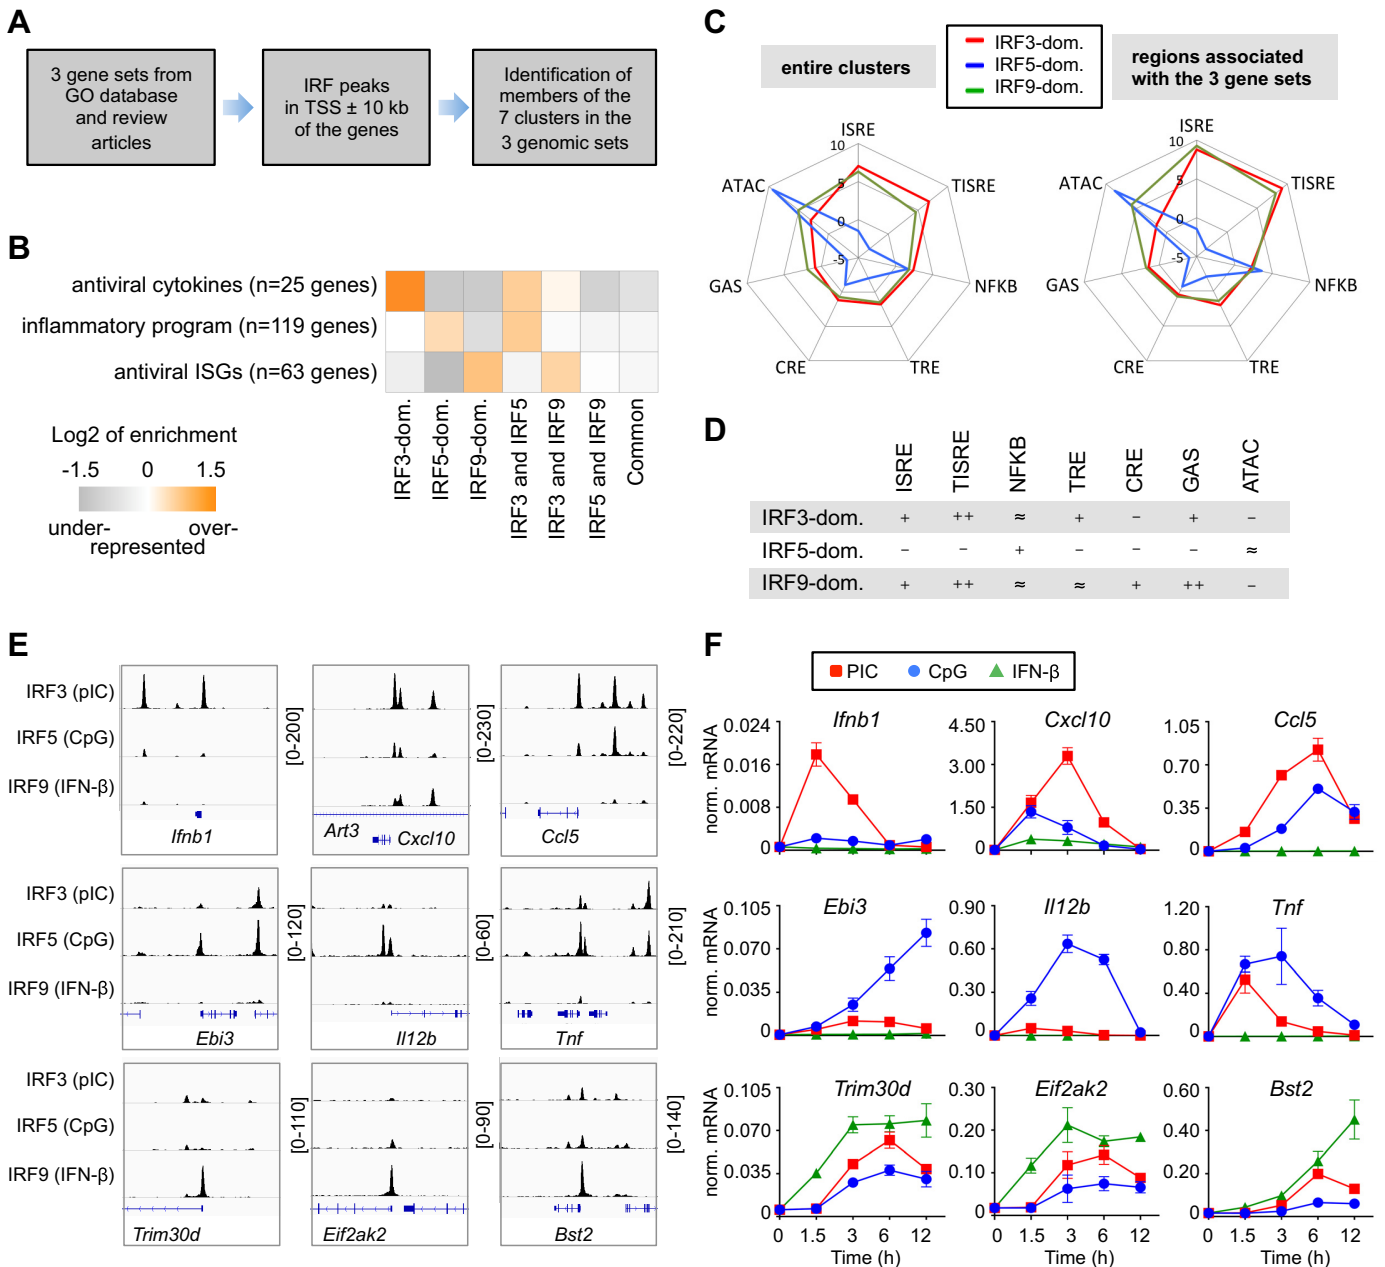 A
3 gene sets from
GO database
and review
articles
IRF peaks
in TSS ± 10 kb
of the genes
Identification of
members of the
7 clusters in the
3 genomic sets
B
antiviral cytokines (n=25 genes)
inflammatory program (n=119 genes)
antiviral ISGs (n=63 genes)
IRF3-dom.
IRF5-dom.
IRF9-dom.
IRF3 and IRF5
IRF3 and IRF9
IRF5 and IRF9
Common
Log2 of enrichment
-1.5 0 1.5
under- over-
represented
C
entire clusters
IRF3-dom.
IRF5-dom.
IRF9-dom.
regions associated
with the 3 gene sets
ISRE
10
5
0
-5
TISRE
NFKB
TRE
CRE
GAS
ATAC
ISRE
10
5
0
-5
TISRE
NFKB
TRE
CRE
GAS
ATAC
D
ISRE TISRE NFKB TRE CRE GAS ATAC
IRF3-dom. + ++ ≈ + − + −
IRF5-dom. − − + − − − ≈
IRF9-dom. + ++ ≈ ≈ + ++ −
E
IRF3 (pIC)
IRF5 (CpG)
IRF9 (IFN-β)
[0-200]
[0-230]
[0-220]
Ifnb1
Art3
Cxcl10
Ccl5
IRF3 (pIC)
IRF5 (CpG)
IRF9 (IFN-β)
[0-120]
[0-60]
[0-210]
Ebi3
Il12b
Tnf
IRF3 (pIC)
IRF5 (CpG)
IRF9 (IFN-β)
[0-110]
[0-90]
[0-140]
Trim30d
Eif2ak2
Bst2
F
PIC CpG IFN-β
norm. mRNA
Ifnb1
0.024
0.016
0.008
0
Cxcl10
4.50
3.00
1.50
0
Ccl5
1.05
0.70
0.35
0
norm. mRNA
Ebi3
0.105
0.070
0.035
0
Il12b
0.90
0.60
0.30
0
Tnf
1.20
0.80
0.40
0
norm. mRNA
Trim30d
0.105
0.070
0.035
0
Eif2ak2
0.30
0.20
0.10
0
Bst2
0.60
0.40
0.20
0
0 1.5 3 6 12
0 1.5 3 6 12
0 1.5 3 6 12
Time (h)
Time (h)
Time (h)